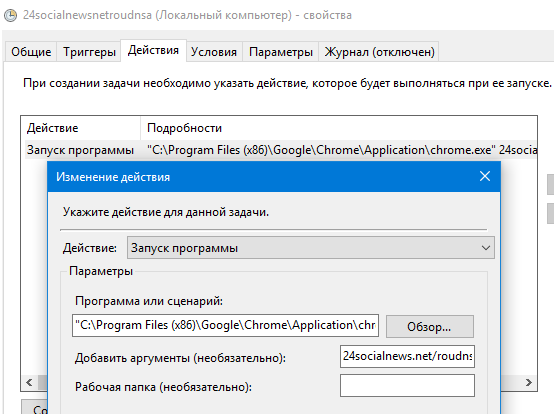 24socialnewsnetroudnsa (Локальный компьютер) - свойства
Общие Триггеры Действия Условия Параметры Журнал (отключен)
При создании задачи необходимо указать действие, которое будет выполняться при ее запуске.
Действие Подробности
Запуск программы "C:\Program Files (x86)\Google\Chrome\Application\chrome.exe" 24socia
Изменение действия
Укажите действие для данной задачи.
Действие: Запуск программы
Параметры
Программа или сценарий:
"C:\Program Files (x86)\Google\Chrome\Application\chr Обзор...
Добавить аргументы (необязательно): 24socialnews.net/roudns
Рабочая папка (необязательно):
Со